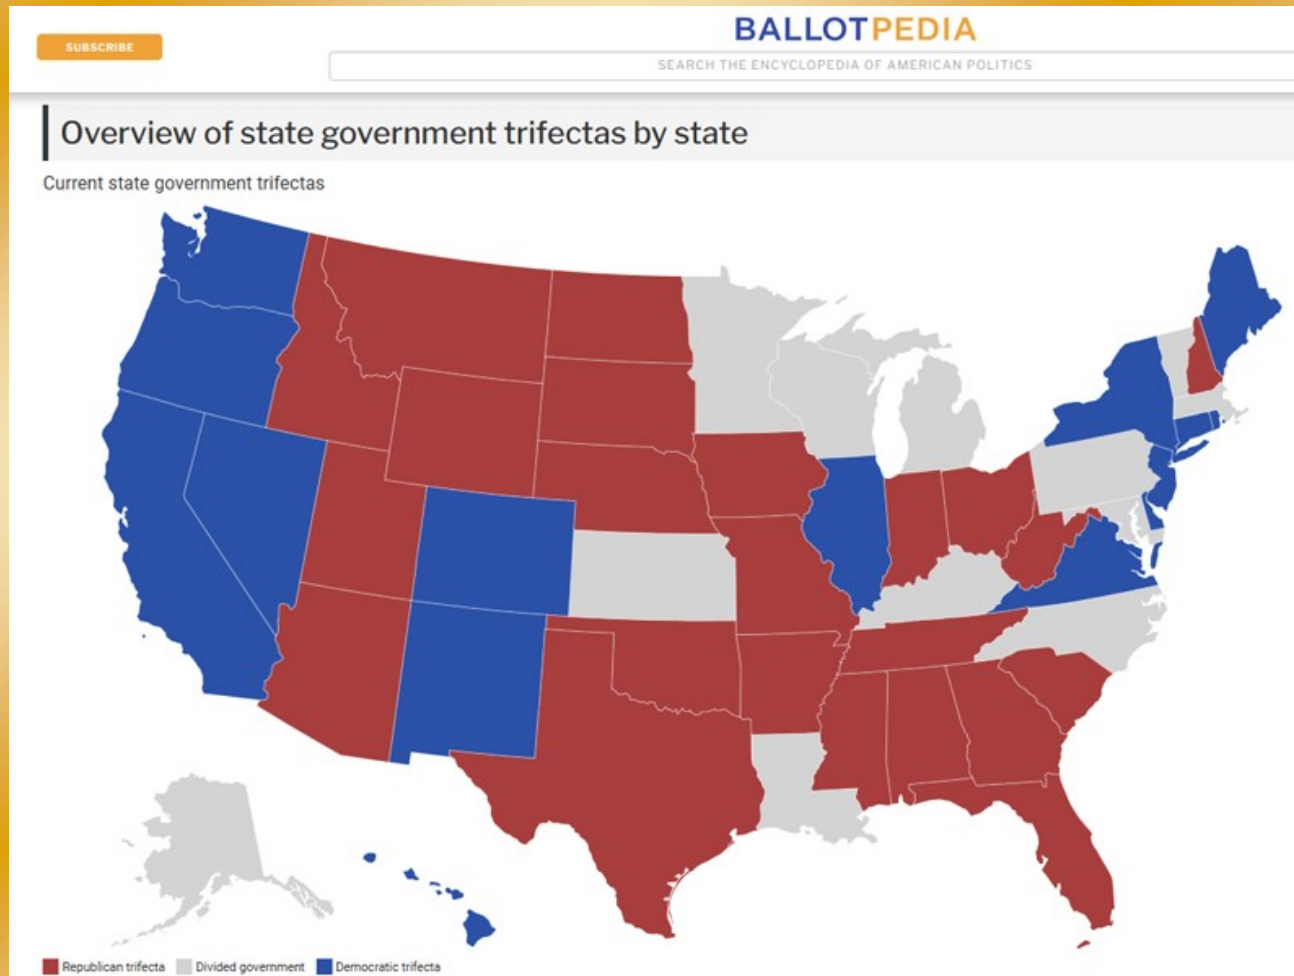 BALLOTPEDIA
SUBSCRIBE
SEARCH THE ENCYCLOPEDIA OF AMERICAN POLITICS
Overview of state government trifectas by state
Current state government trifectas
Republican trifecta Divided government Democratic trifecta